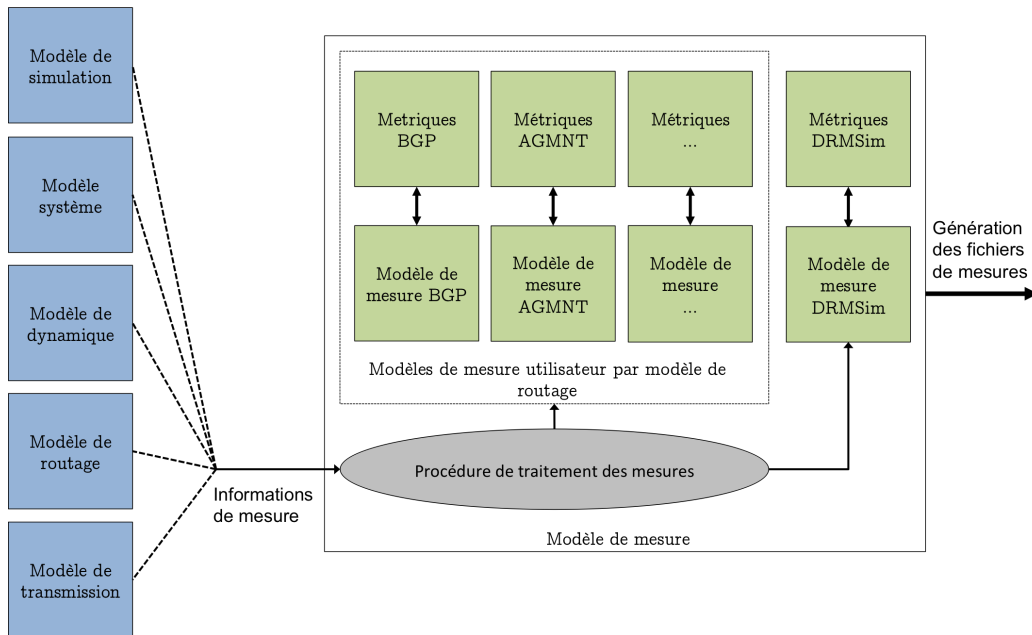 Modèle de
simulation
Modèle
système
Modèle de
dynamique
Modèle de
routage
Modèle de
transmission
Informations
de mesure
Metriques
BGP
Métriques
AGMNT
Métriques
...
Métriques
DRMSim
Modèle de
mesure BGP
Modèle de
mesure
AGMNT
Modèle de
mesure
...
Modèle de
mesure
DRMSim
Modèles de mesure utilisateur par modèle de
routage
Procédure de traitement des mesures
Modèle de mesure
Génération
des fichiers
de mesures